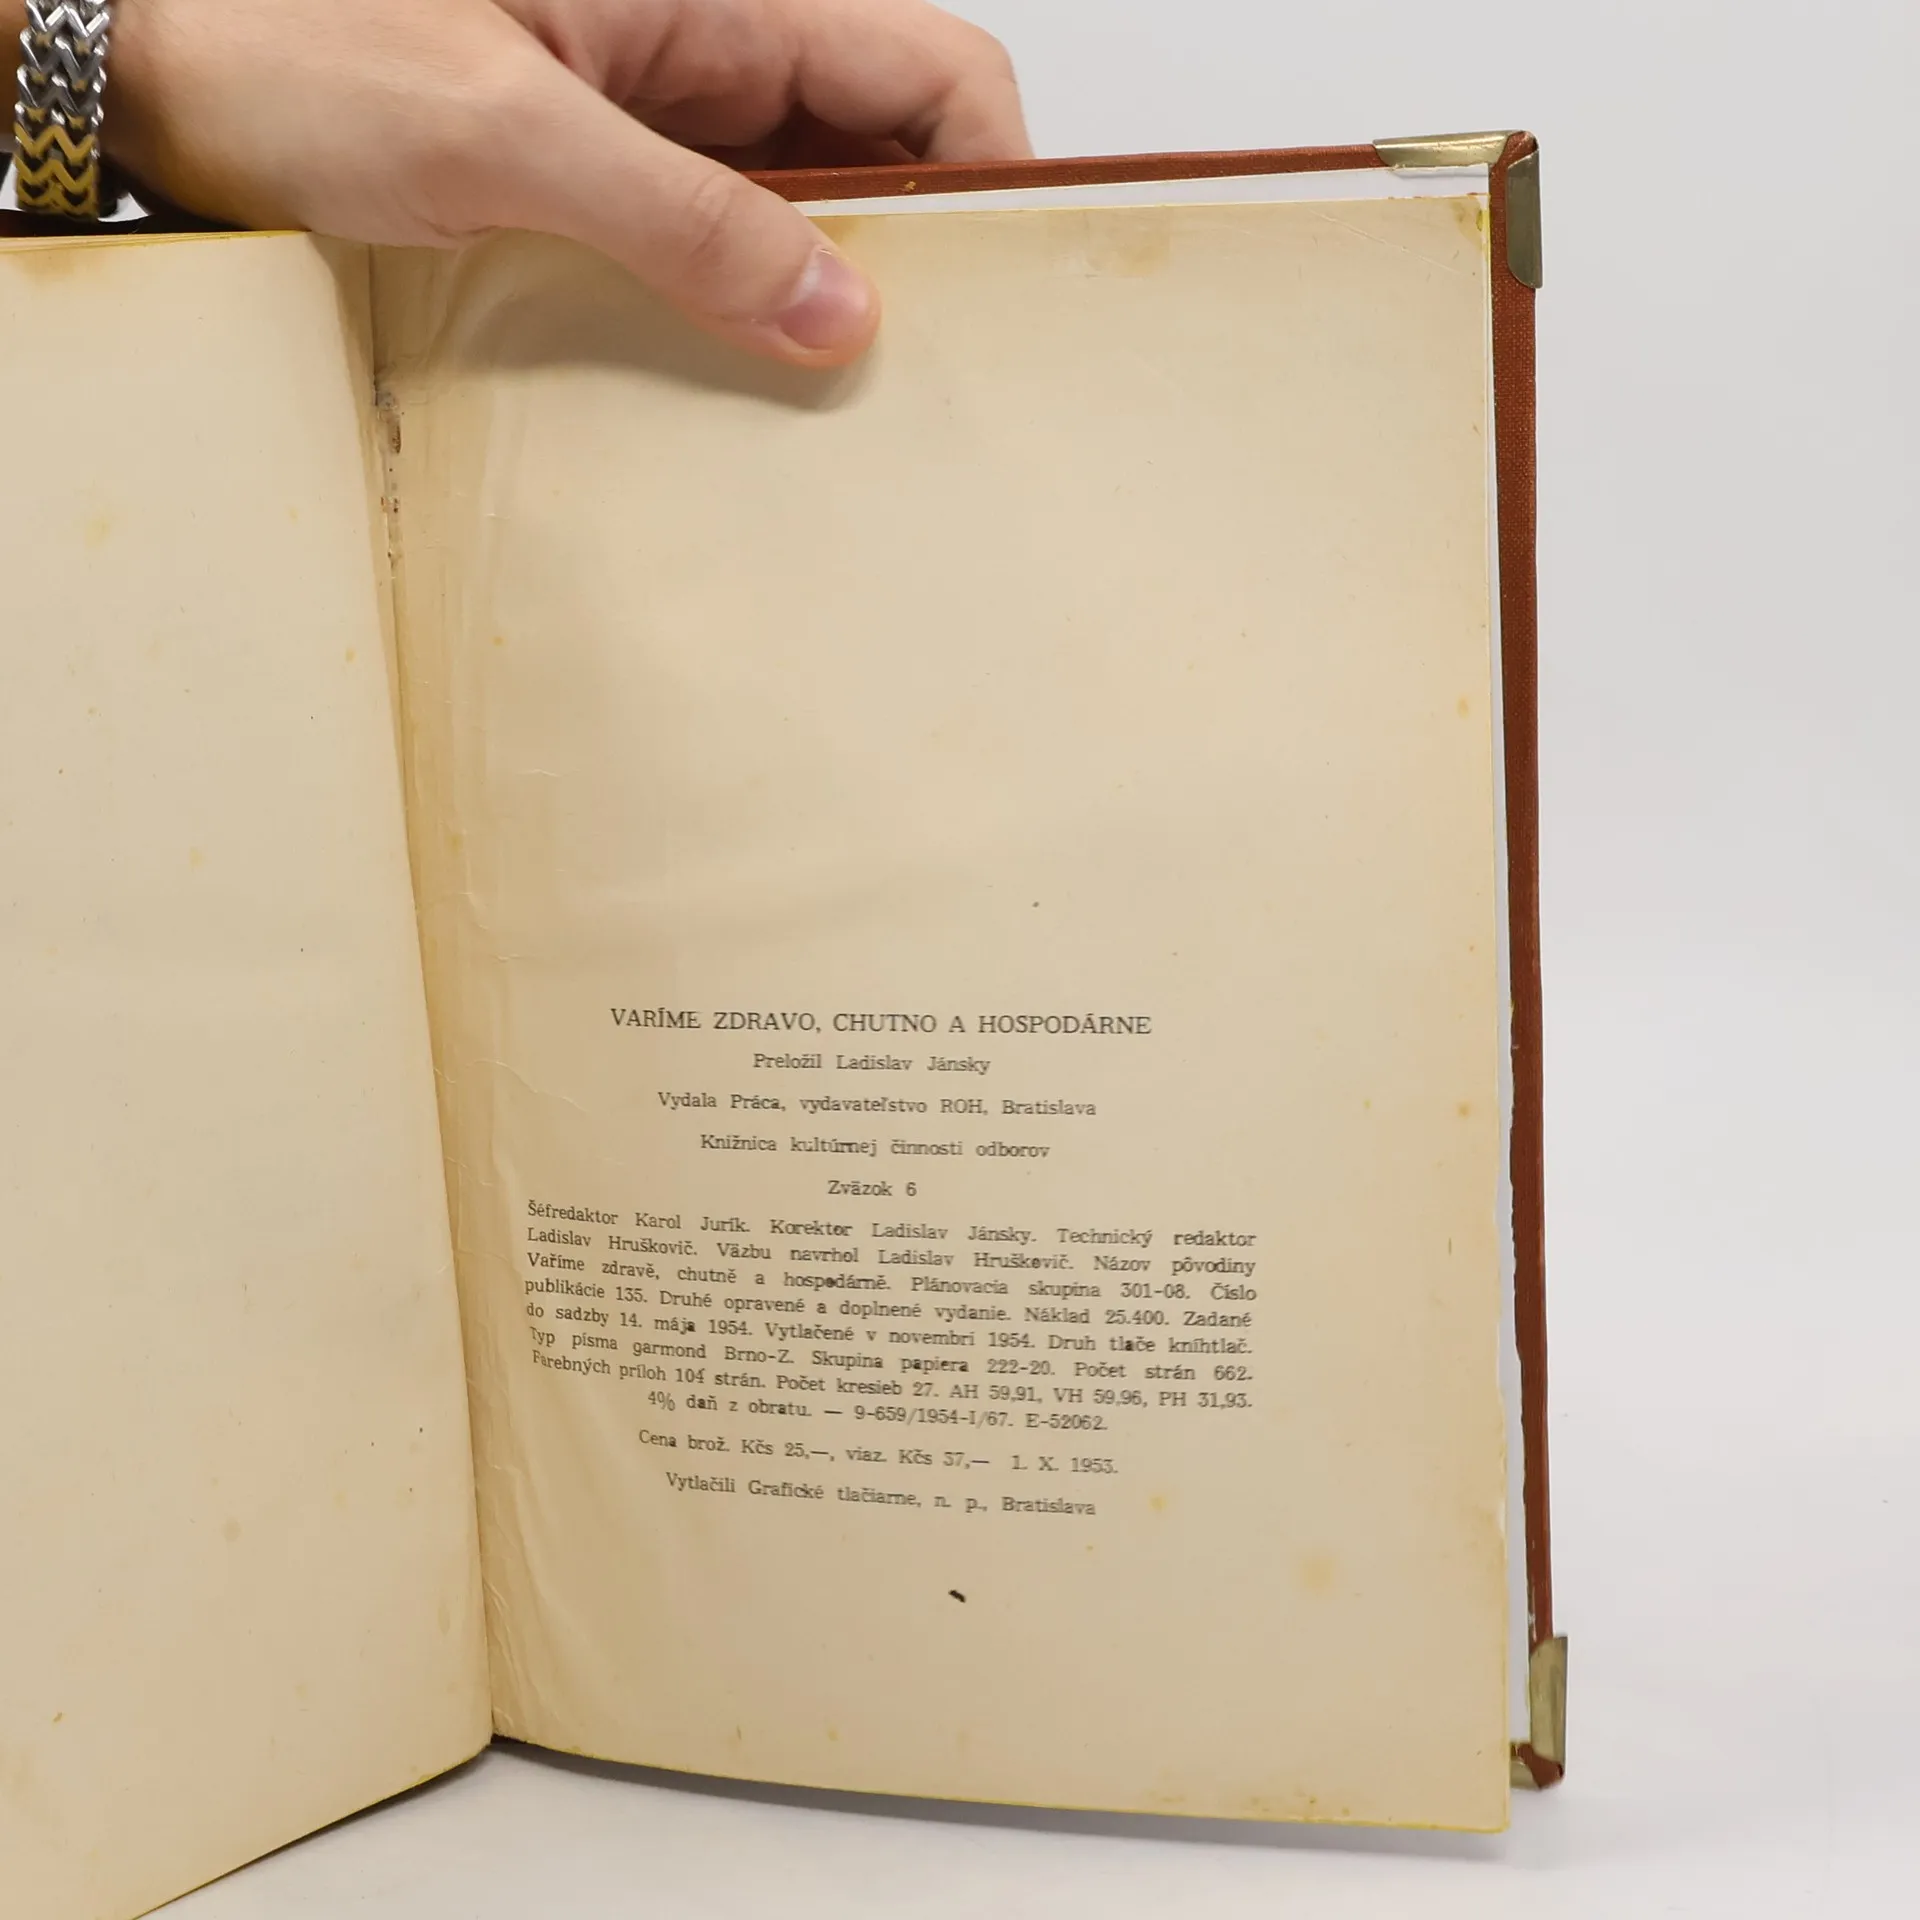 VARÍME ZDRAVO, CHUTNO A HOSPODÁRNE
Preložil Ladislav Jánsky
Vydala Práca, vydavateľstvo ROH, Bratislava
Knižnica kultúrnej činnosti odborov
Zväzok 6
Šéfredaktor Karol Jurík. Korektor Ladislav Jánsky. Technický redaktor
Ladislav Hruškovič. Väzbu navrhol Ladislav Hruškovič. Názov pôvodiny
Vaříme zdravě, chutně a hospodárně. Plánovacia skupina 301-08. Číslo
publikácie 135. Druhé opravené a doplnené vydanie. Náklad 25.400. Zadané
do sadzby 14. mája 1954. Vytlačené v novembri 1954. Druh tlače kníhtlač.
Typ písma garmond Brno-Z. Skupina papiera 222-20. Počet strán 662.
Farebných príloh 104 strán. Počet kresieb 27. AH 59,91, VH 59,96, PH 31,93.
4% daň z obratu. — 9-659/1954-I/67. E-52062.
Cena brož. Kčs 25,—, viaz. Kčs 37,— 1. X. 1953.
Vytlačili Grafické tlačiarne, n. p., Bratislava